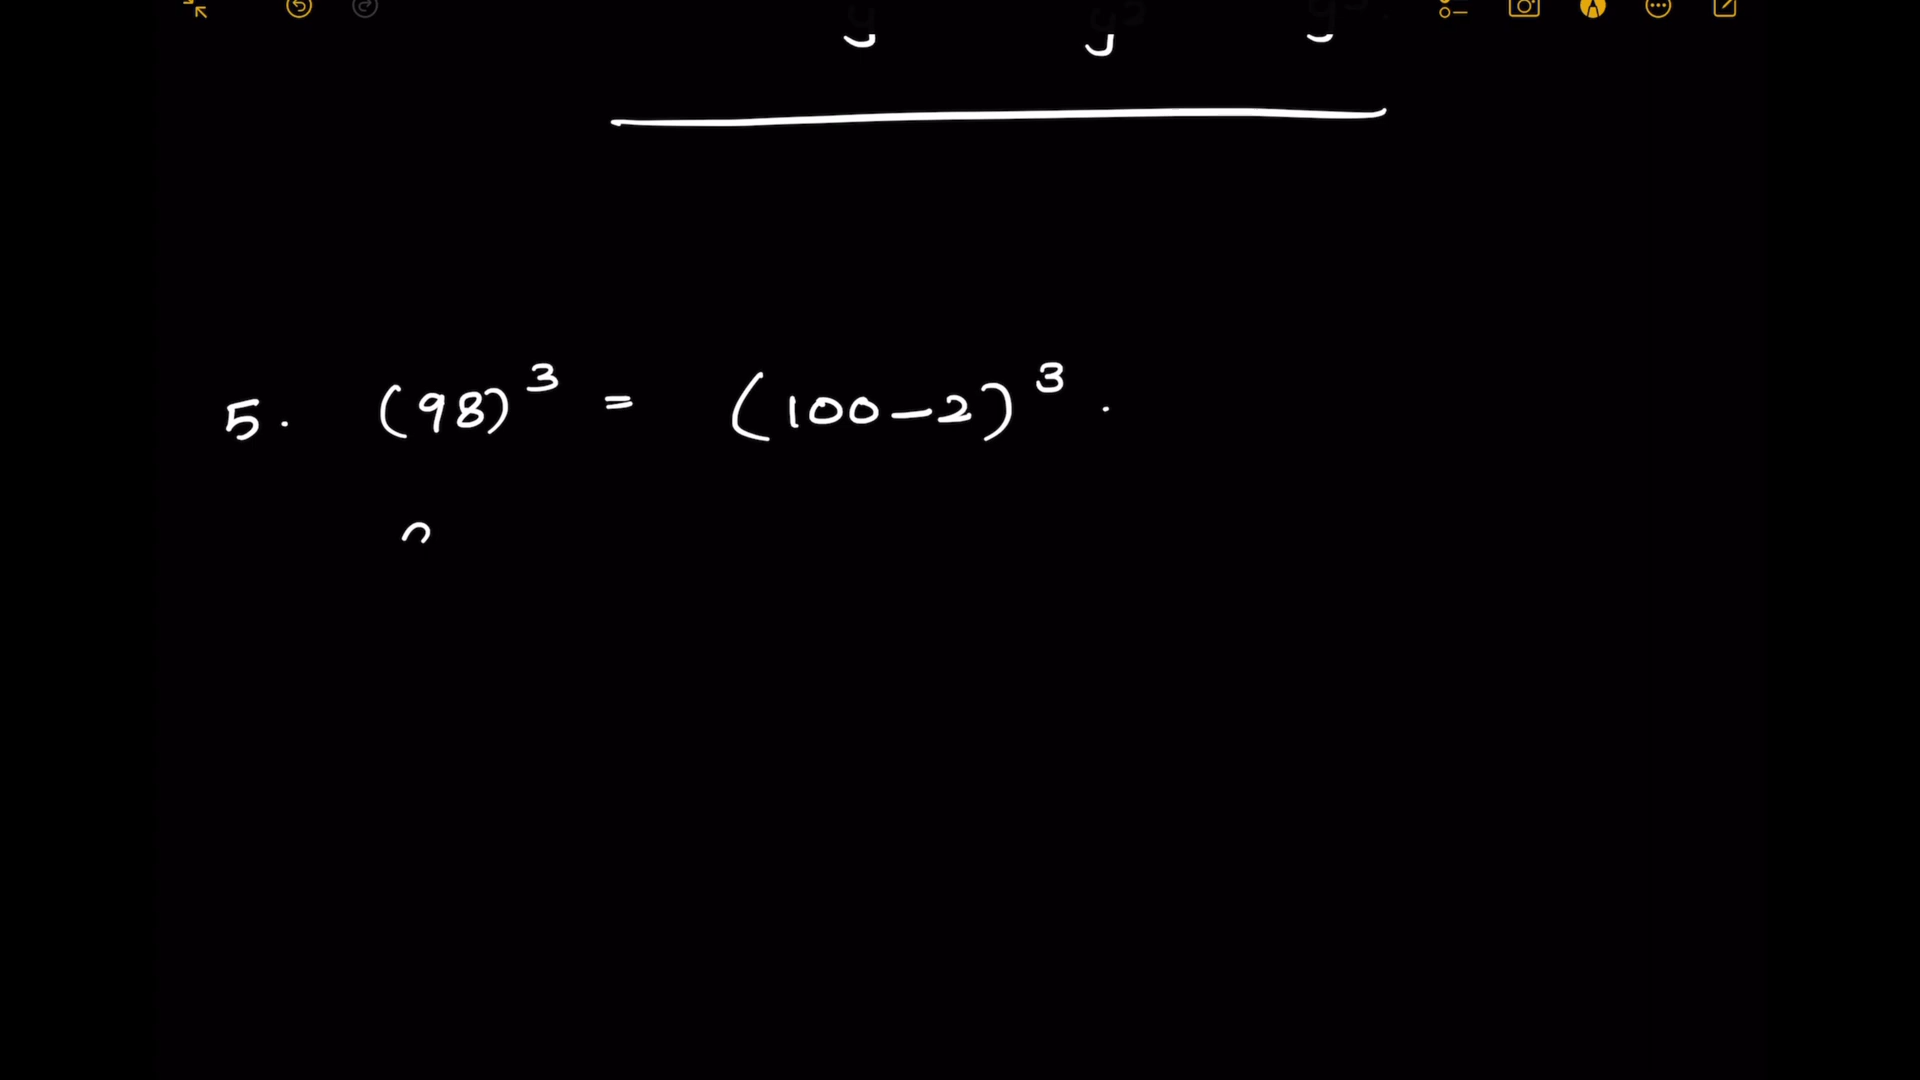 5. (98)³ = (100-2)³.